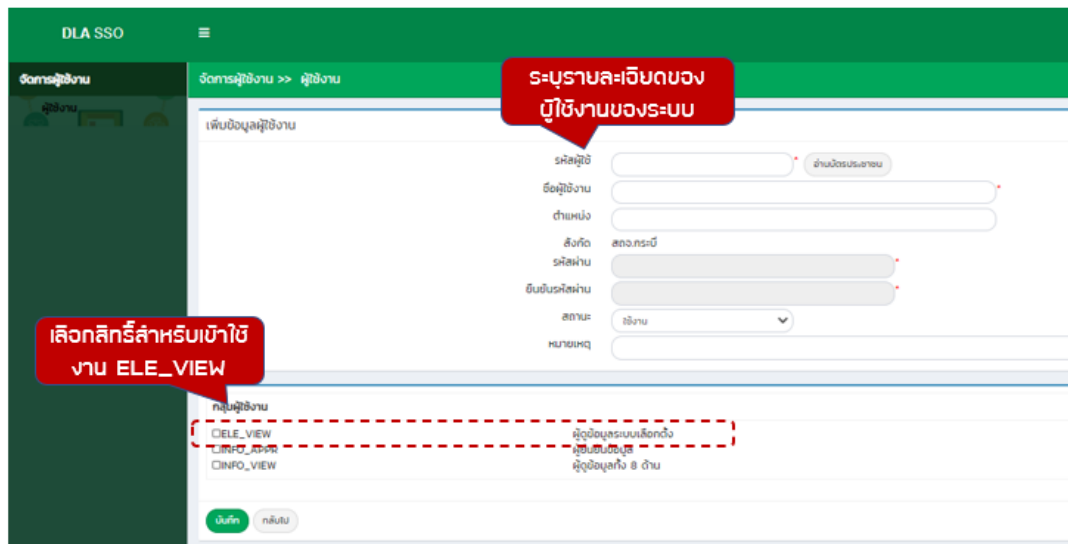 DLA SSO
จัดการผู้ใช้งาน
ผู้ใช้งาน
จัดการผู้ใช้งาน >> ผู้ใช้งาน
ระบุรายละเอียดของ
ผู้ใช้งานของระบบ
เพิ่มข้อมูลผู้ใช้งาน
รหัสผู้ใช้ * อ่านบัตรประชาชน
ชื่อผู้ใช้งาน *
ตำแหน่ง
สังกัด สถจ.กระบี่
รหัสผ่าน *
ยืนยันรหัสผ่าน *
สถานะ ใช้งาน
หมายเหตุ
เลือกสิทธิ์สำหรับเข้าใช้
งาน ELE_VIEW
กลุ่มผู้ใช้งาน
ELE_VIEW ผู้ดูข้อมูลระบบเลือกตั้ง
INFO_APPR ผู้ยืนยันข้อมูล
INFO_VIEW ผู้ดูข้อมูลทั้ง 8 ด้าน
บันทึก กลับไป